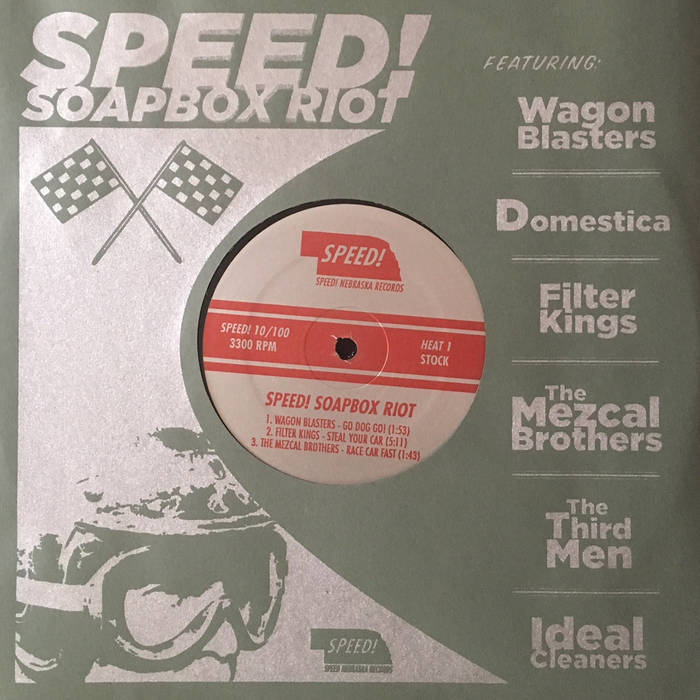 SPEED!
SOAPBOX RIOT
FEATURING:
Wagon
Blasters
Domestica
Filter
Kings
The
Mezcal
Brothers
The
Third
Men
Ideal
Cleaners
SPEED!
SPEED! NEBRASKA RECORDS
SPEED! 10/100
3300 RPM
HEAT 1
STOCK
SPEED! SOAPBOX RIOT
1. WAGON BLASTERS - GO DOG GO! (1:53)
2. FILTER KINGS - STEAL YOUR CAR (5:11)
3. THE MEZCAL BROTHERS - RACE CAR FAST (1:43)
SPEED!
SPEED NEBRASKA RECORDS